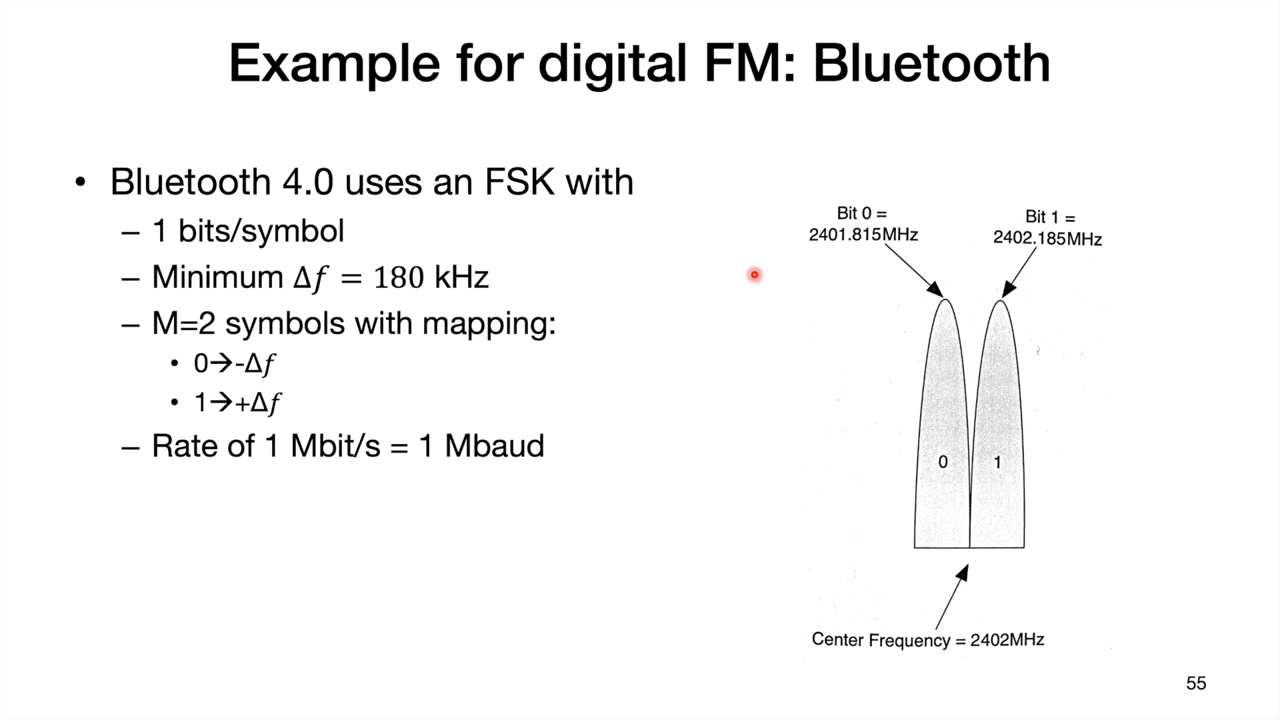 Example for digital FM: Bluetooth
• Bluetooth 4.0 uses an FSK with
– 1 bits/symbol
– Minimum Δ𝑓 = 180 kHz
– M=2 symbols with mapping:
• 0→-Δ𝑓
• 1→+Δ𝑓
– Rate of 1 Mbit/s = 1 Mbaud
Bit 0 =
2401.815MHz
Bit 1 =
2402.185MHz
0
1
Center Frequency = 2402MHz
55